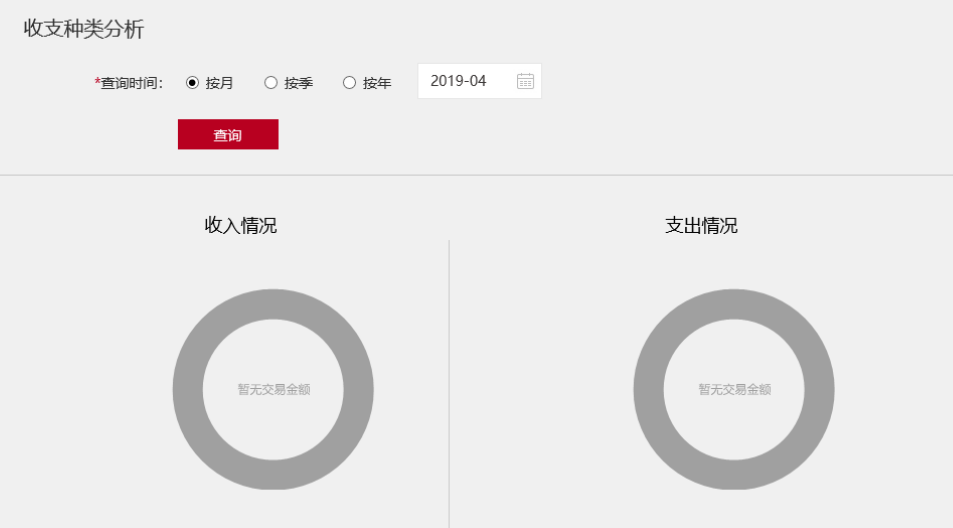 收支种类分析
*查询时间： 按月 按季 按年 2019-04
查询
收入情况 支出情况
暂无交易金额 暂无交易金额